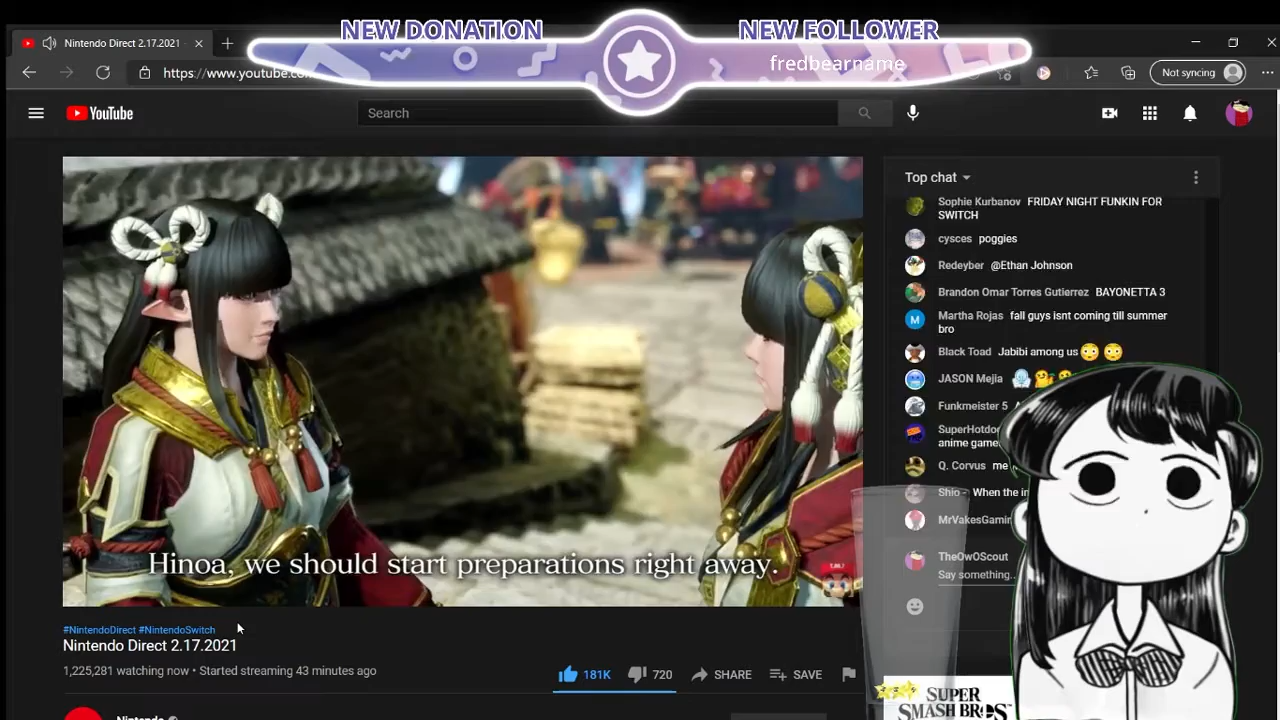 NEW DONATION
NEW FOLLOWER
fredbearname
Nintendo Direct 2.17.2021
https://www.youtube.co
Not syncing
YouTube
Search
Top chat
Sophie Kurbanov FRIDAY NIGHT FUNKIN FOR
SWITCH
cysces poggies
Redeyber @Ethan Johnson
Brandon Omar Torres Gutierrez BAYONETTA 3
Martha Rojas fall guys isnt coming till summer
bro
Black Toad Jabibi among us
JASON Mejia
Funkmeister 5
SuperHotdo
anime game
Q. Corvus me
Shio - When the i
MrVakesGamin
TheOwOScout
Say something...
Hinoa, we should start preparations right away.
#NintendoDirect #NintendoSwitch
Nintendo Direct 2.17.2021
1,225,281 watching now • Started streaming 43 minutes ago
181K
720
SHARE
SAVE
Nintendo
SUPER
SMASH BROS